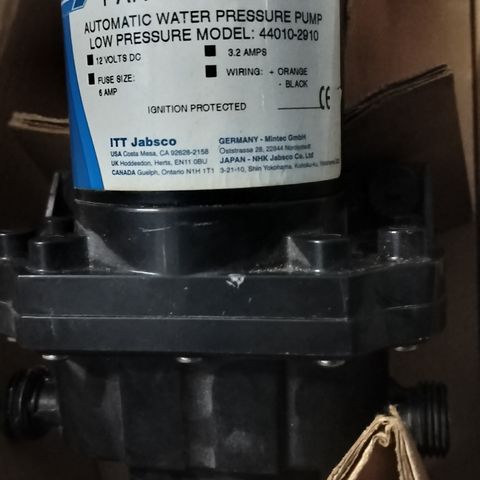 AUTOMATIC WATER PRESSURE PUMP
LOW PRESSURE MODEL: 44010-2910
12 VOLTS DC
3.2 AMPS
FUSE SIZE:
6 AMP
WIRING: + ORANGE
- BLACK
IGNITION PROTECTED
CE
ITT Jabsco
USA Costa Mesa, CA 92628-2158
UK Hoddesdon, Herts, EN11 0BU
CANADA Guelph, Ontario N1H 1T1
GERMANY - Mintec GmbH
Oststrasse 28, 22844 Norderstedt
JAPAN - NHK Jabsco Co. Ltd
3-21-10, Shin Yokohama,